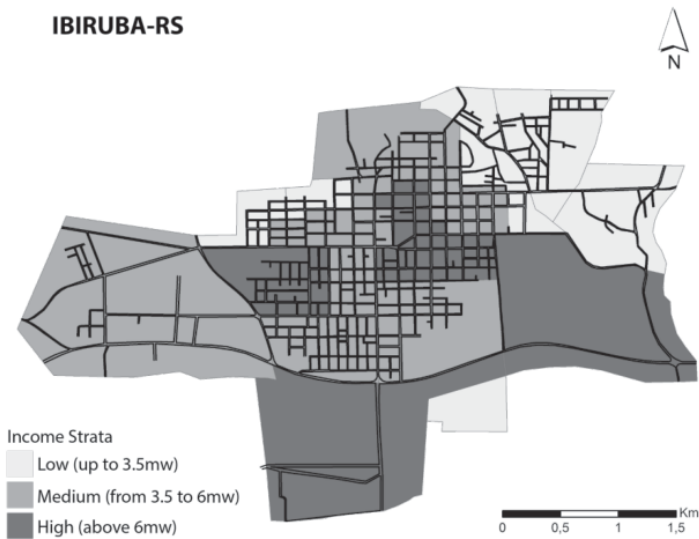 IBIRUBA-RS
N
Income Strata
Low (up to 3.5mw)
Medium (from 3.5 to 6mw)
High (above 6mw)
Km
0 0,5 1 1,5